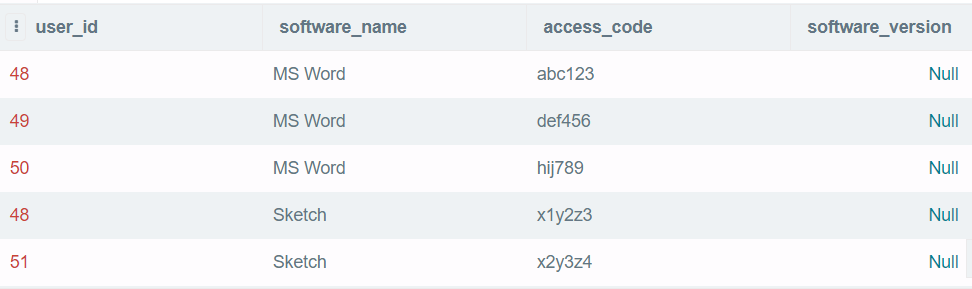 user_id software_name access_code software_version
48 MS Word abc123 Null
49 MS Word def456 Null
50 MS Word hij789 Null
48 Sketch x1y2z3 Null
51 Sketch x2y3z4 Null